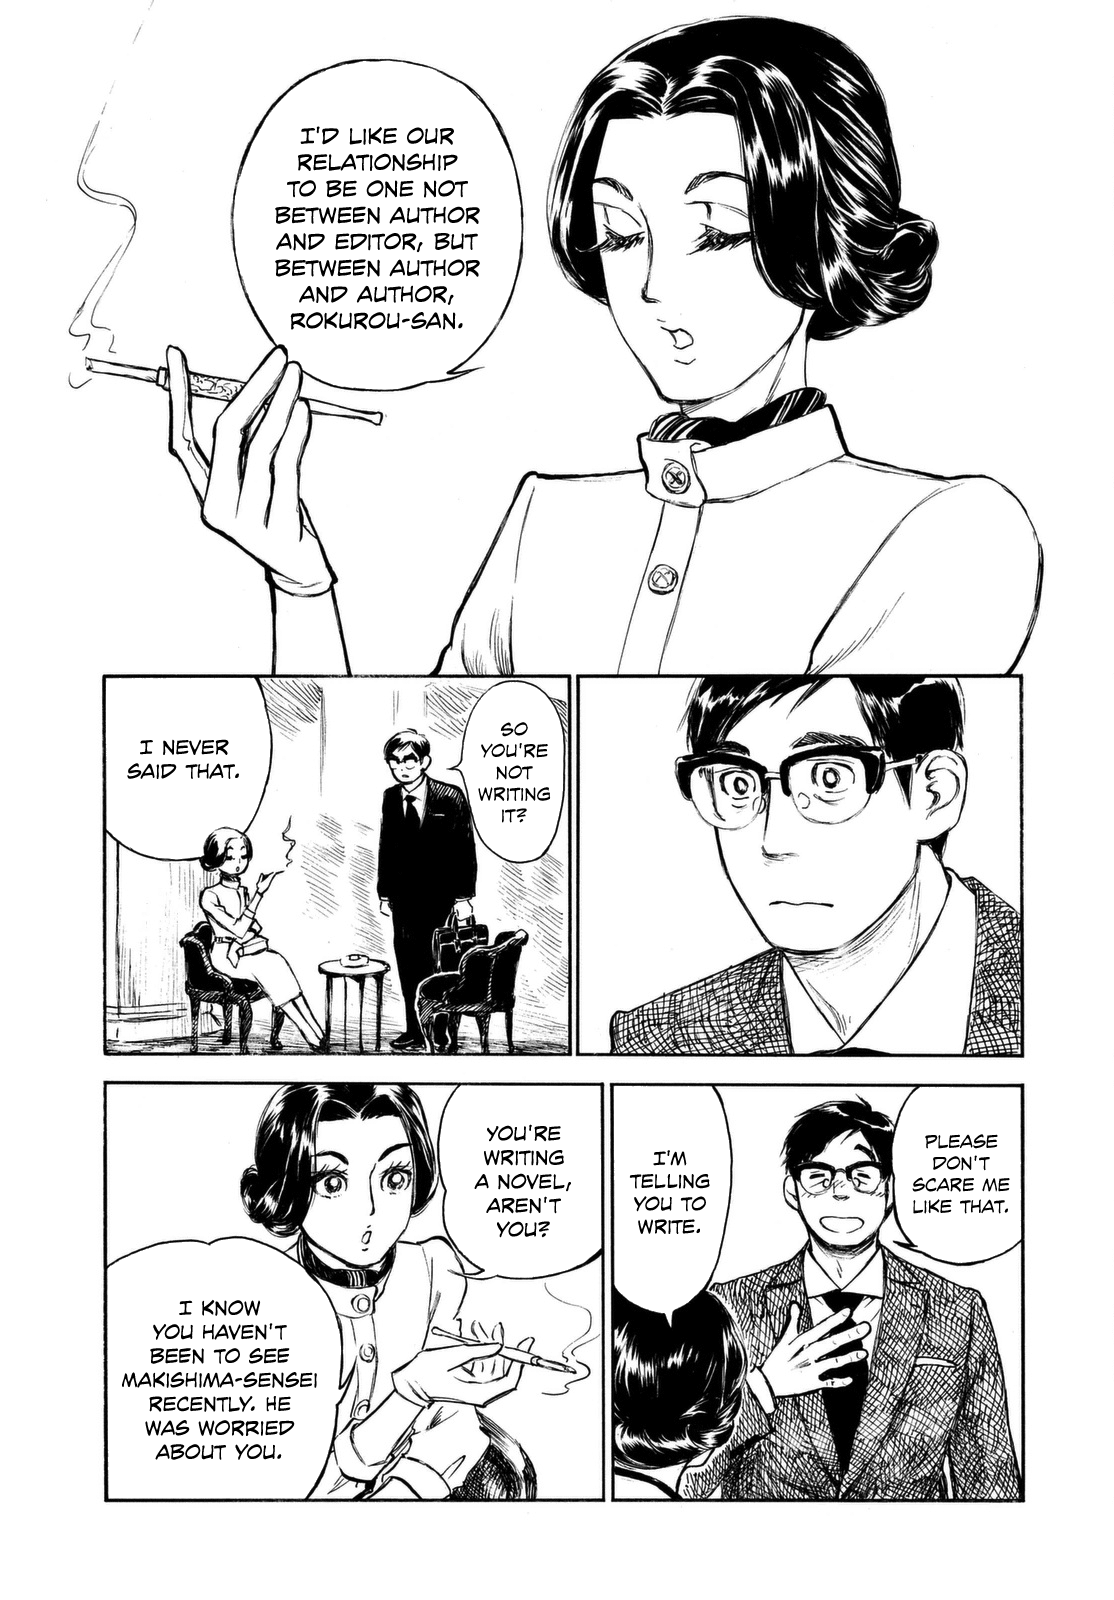 I'D LIKE OUR
RELATIONSHIP
TO BE ONE NOT
BETWEEN AUTHOR
AND EDITOR, BUT
BETWEEN AUTHOR
AND AUTHOR,
ROKUROU-SAN.
SO
YOU'RE
NOT
WRITING
IT?
I NEVER
SAID THAT.
PLEASE
DON'T
SCARE ME
LIKE THAT.
I'M
TELLING
YOU TO
WRITE.
YOU'RE
WRITING
A NOVEL,
AREN'T
YOU?
I KNOW
YOU HAVEN'T
BEEN TO SEE
MAKISHIMA-SENSEI
RECENTLY. HE
WAS WORRIED
ABOUT YOU.